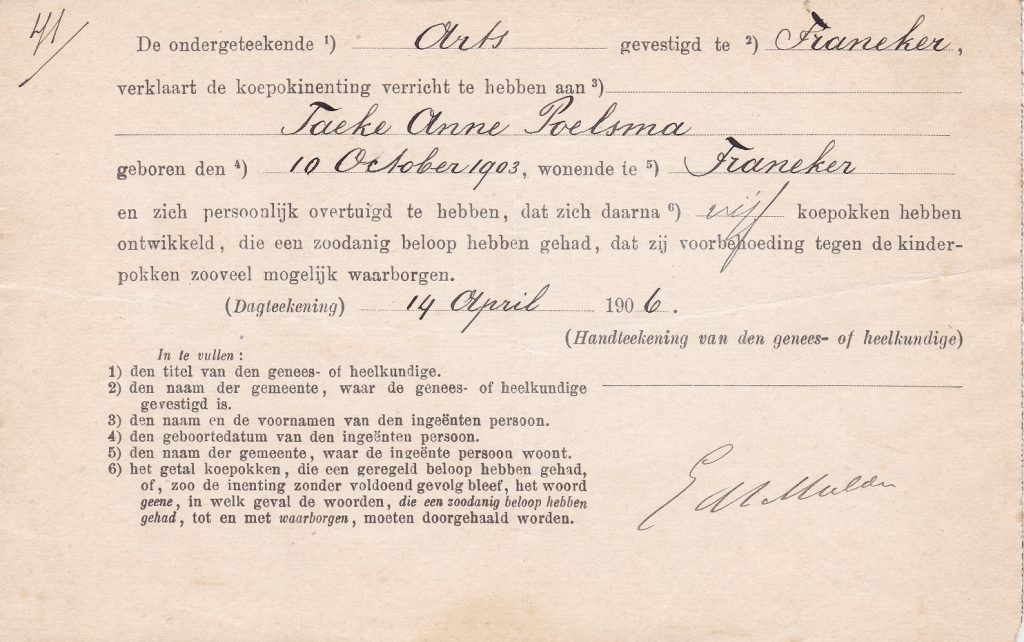 41/
De ondergeteekende 1) Arts gevestigd te 2) Franeker,
verklaart de koepokinenting verricht te hebben aan 3)
Taeke Anne Poelsma
geboren den 4) 10 October 1903, wonende te 5) Franeker
en zich persoonlijk overtuigd te hebben, dat zich daarna 6) vijf koepokken hebben
ontwikkeld, die een zoodanig beloop hebben gehad, dat zij voorbehoeding tegen de kinder-
pokken zooveel mogelijk waarborgen.
(Dagteekening) 14 April 1906.
(Handteekening van den genees- of heelkundige)
In te vullen:
1) den titel van den genees- of heelkundige.
2) den naam der gemeente, waar de genees- of heelkundige
gevestigd is.
3) den naam en de voornamen van den ingeënten persoon.
4) den geboortedatum van den ingeënten persoon.
5) den naam der gemeente, waar de ingeënte persoon woont.
6) het getal koepokken, die een geregeld beloop hebben gehad,
of, zoo de inenting zonder voldoend gevolg bleef, het woord
geene, in welk geval de woorden, die een zoodanig beloop hebben
gehad, tot en met waarborgen, moeten doorgehaald worden.
Mulder